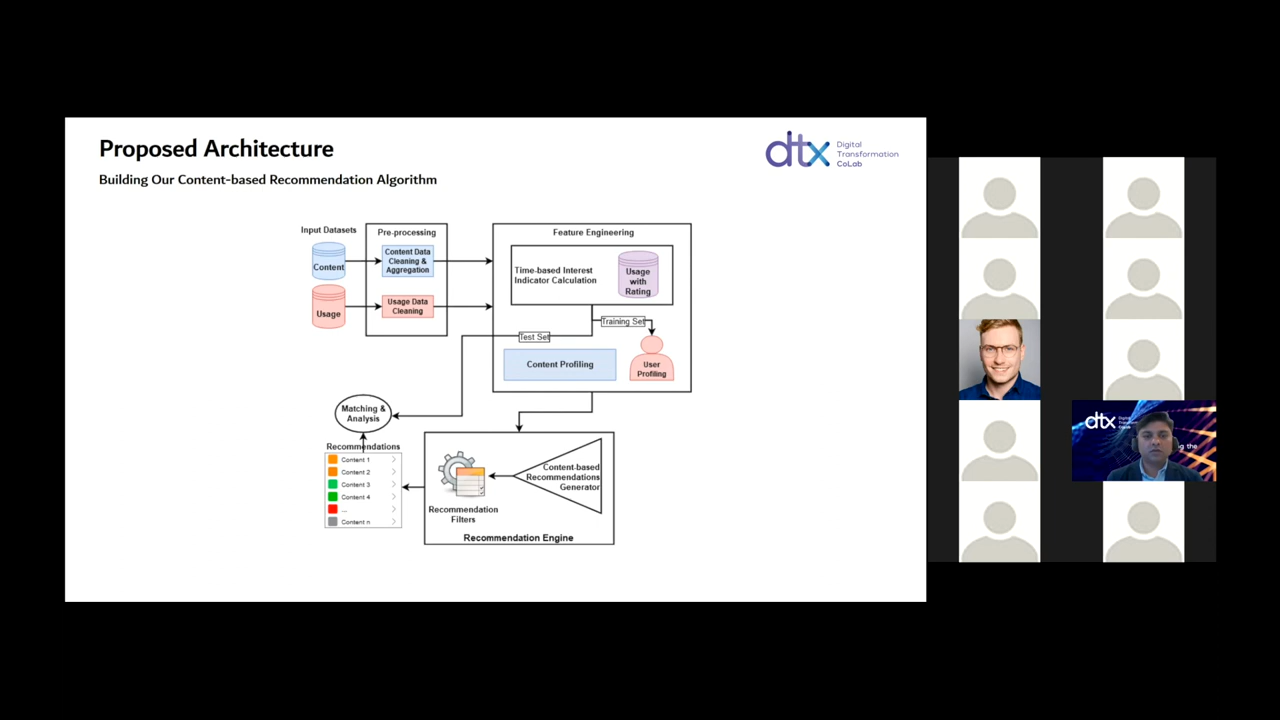 Proposed Architecture
Building Our Content-based Recommendation Algorithm
dtx
Digital
Transformation
CoLab
Input Datasets
Content
Usage
Pre-processing
Content Data
Cleaning &
Aggregation
Usage Data
Cleaning
Feature Engineering
Time-based Interest
Indicator Calculation
Usage
with
Rating
Training Set
Test Set
Content Profiling
User
Profiling
Matching &
Analysis
Recommendations
Content 1
Content 2
Content 3
Content 4
...
Content n
Recommendation
Filters
Content-based
Recommendations
Generator
Recommendation Engine
dtx
Digital
CoLab
the